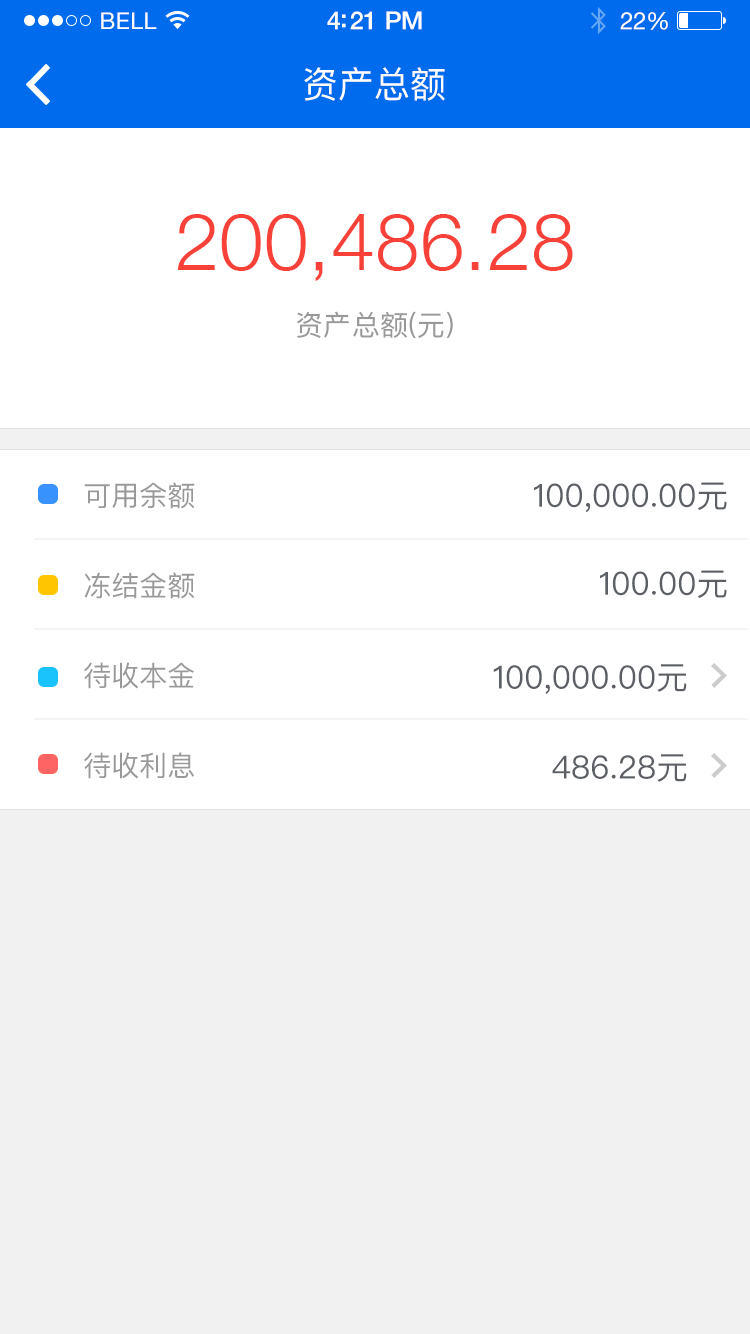 BELL 4:21 PM 22%
资产总额
200,486.28
资产总额(元)
可用余额 100,000.00元
冻结金额 100.00元
待收本金 100,000.00元
待收利息 486.28元